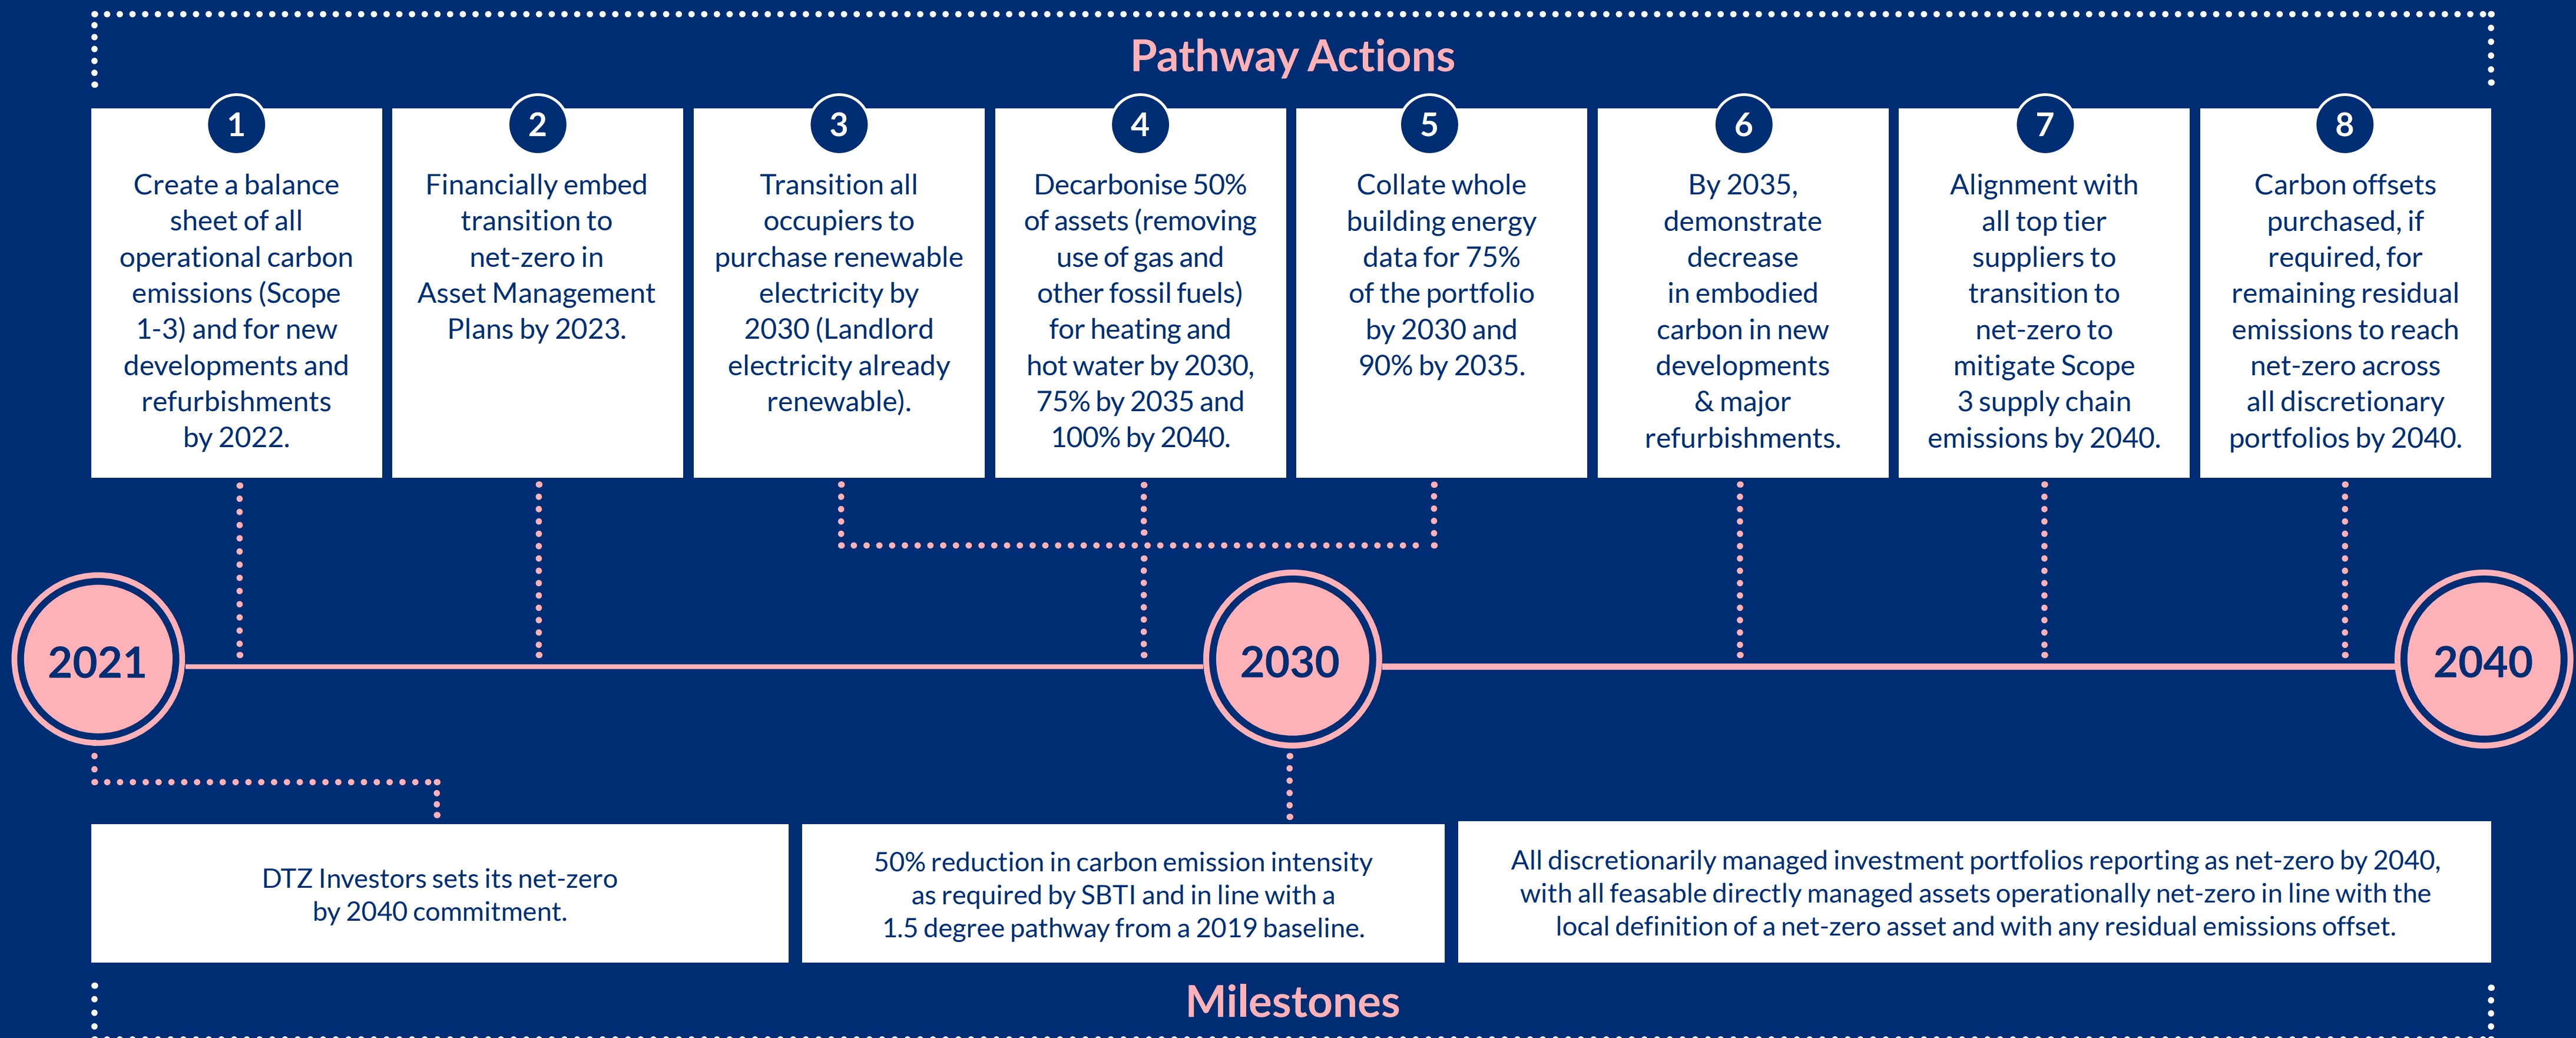 Pathway Actions
1
Create a balance
sheet of all
operational carbon
emissions (Scope
1-3) and for new
developments and
refurbishments
by 2022.
2
Financially embed
transition to
net-zero in
Asset Management
Plans by 2023.
3
Transition all
occupiers to
purchase renewable
electricity by
2030 (Landlord
electricity already
renewable).
4
Decarbonise 50%
of assets (removing
use of gas and
other fossil fuels)
for heating and
hot water by 2030,
75% by 2035 and
100% by 2040.
5
Collate whole
building energy
data for 75%
of the portfolio
by 2030 and
90% by 2035.
6
By 2035,
demonstrate
decrease
in embodied
carbon in new
developments
& major
refurbishments.
7
Alignment with
all top tier
suppliers to
transition to
net-zero to
mitigate Scope
3 supply chain
emissions by 2040.
8
Carbon offsets
purchased, if
required, for
remaining residual
emissions to reach
net-zero across
all discretionary
portfolios by 2040.
2021
2030
2040
DTZ Investors sets its net-zero
by 2040 commitment.
50% reduction in carbon emission intensity
as required by SBTI and in line with a
1.5 degree pathway from a 2019 baseline.
All discretionarily managed investment portfolios reporting as net-zero by 2040,
with all feasable directly managed assets operationally net-zero in line with the
local definition of a net-zero asset and with any residual emissions offset.
Milestones